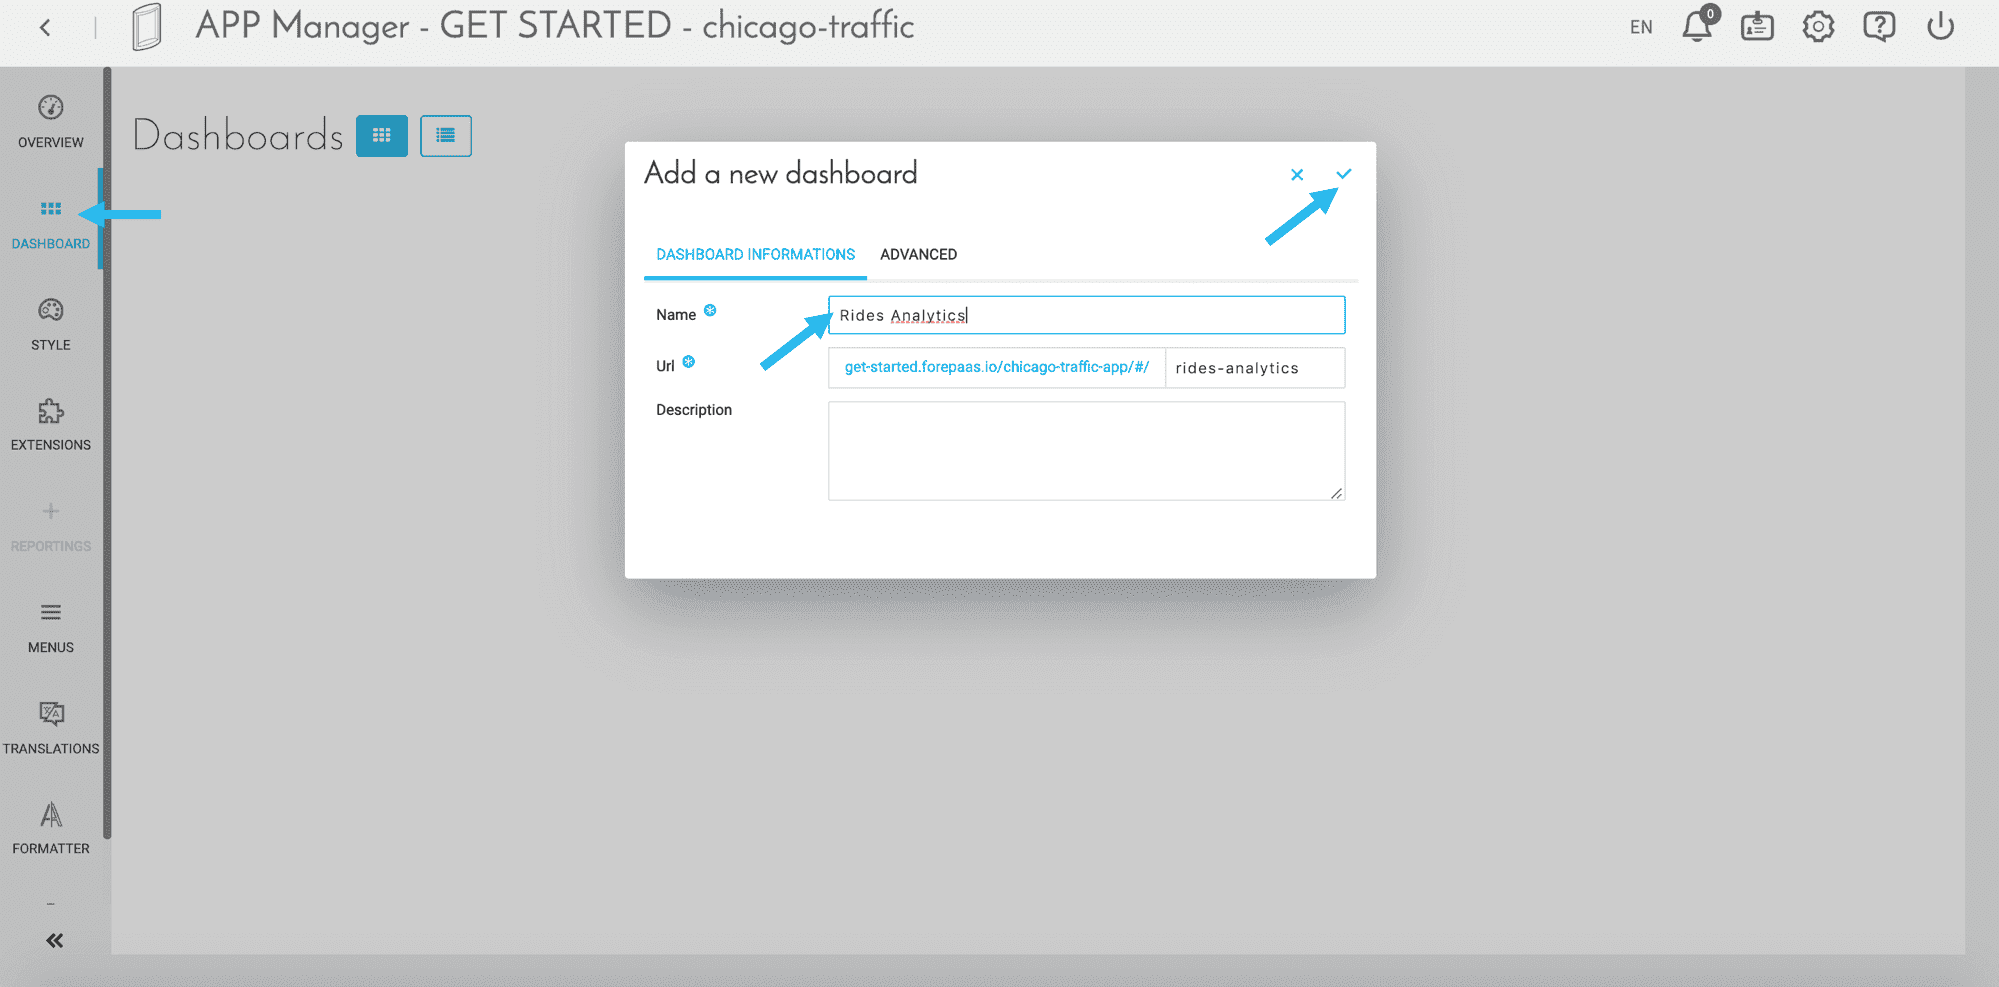 APP Manager - GET STARTED - chicago-traffic
EN
0
OVERVIEW
DASHBOARD
STYLE
EXTENSIONS
REPORTINGS
MENUS
TRANSLATIONS
FORMATTER
Dashboards
Add a new dashboard
DASHBOARD INFORMATIONS ADVANCED
Name Rides Analytics
Url get-started.forepaas.io/chicago-traffic-app/#/ rides-analytics
Description